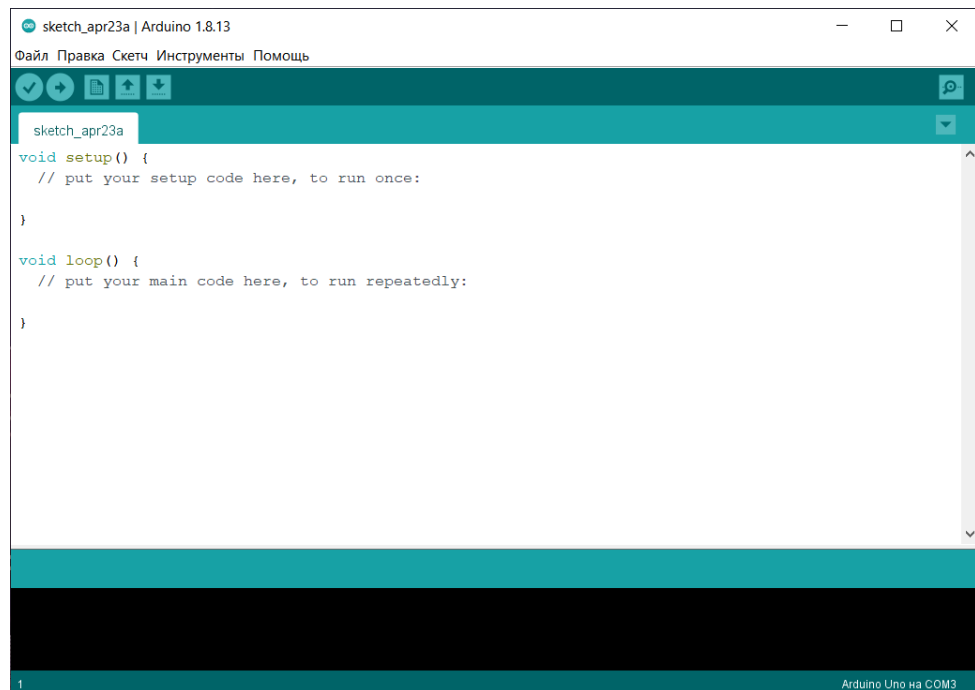 sketch_apr23a | Arduino 1.8.13
Файл Правка Скетч Инструменты Помощь
sketch_apr23a
void setup() {
  // put your setup code here, to run once:
}
void loop() {
  // put your main code here, to run repeatedly:
}
1
Arduino Uno на COM3